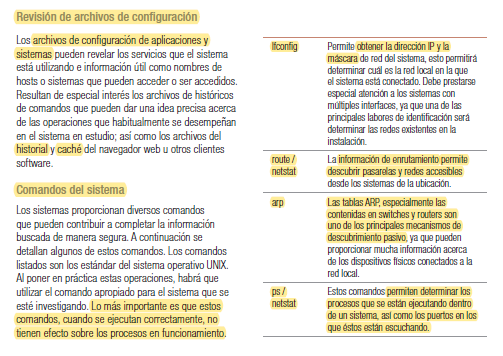 Revisión de archivos de configuración
Los archivos de configuración de aplicaciones y
sistemas pueden revelar los servicios que el sistema
está utilizando e información útil como nombres de
hosts o sistemas que pueden acceder o ser accedidos.
Resultan de especial interés los archivos de históricos
de comandos que pueden dar una idea precisa acerca
de las operaciones que habitualmente se desempeñan
en el sistema en estudio; así como los archivos del
historial y caché del navegador web u otros clientes
software.
Comandos del sistema
Los sistemas proporcionan diversos comandos
que pueden contribuir a completar la información
buscada de manera segura. A continuación se
detallan algunos de estos comandos. Los comandos
listados son los estándar del sistema operativo UNIX.
Al poner en práctica estas operaciones, habrá que
utilizar el comando apropiado para el sistema que se
esté investigando. Lo más importante es que estos
comandos, cuando se ejecutan correctamente, no
tienen efecto sobre los procesos en funcionamiento.
Ifconfig
Permite obtener la dirección IP y la
máscara de red del sistema, esto permitirá
determinar cuál es la red local en la que
el sistema está conectado. Debe prestarse
especial atención a los sistemas con
múltiples interfaces, ya que una de las
principales labores de identificación será
determinar las redes existentes en la
instalación.
route /
netstat
La información de enrutamiento permite
descubrir pasarelas y redes accesibles
desde los sistemas de la ubicación.
arp
Las tablas ARP, especialmente las
contenidas en switches y routers son
uno de los principales mecanismos de
descubrimiento pasivo, ya que pueden
proporcionar mucha información acerca
de los dispositivos físicos conectados a la
red local.
ps /
netstat
Estos comandos permiten determinar los
procesos que se están ejecutando dentro
de un sistema, así como los puertos en los
que éstos están escuchando.